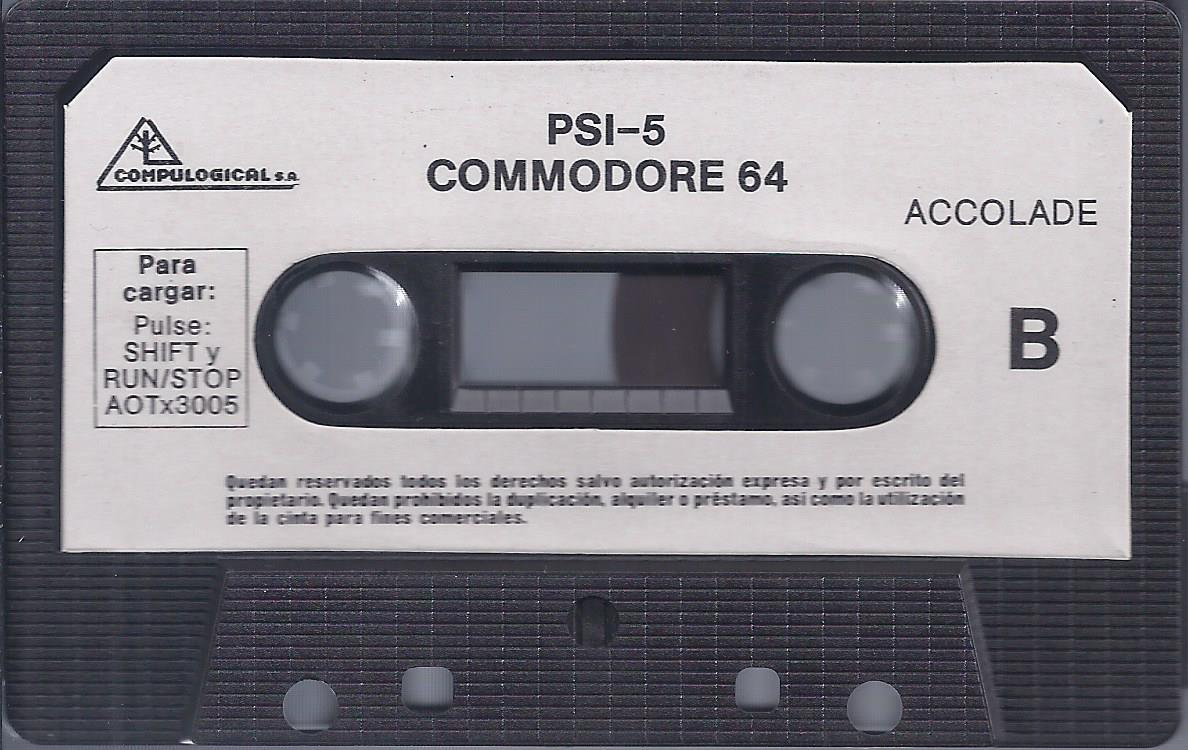 PSI–5
COMMODORE 64
COMPULOGICAL S.A.
ACCOLADE
Para
cargar:
Pulse:
SHIFT y
RUN/STOP
AOTx3005
B
Quedan reservados todos los derechos salvo autorización expresa y por escrito del
propietario. Quedan prohibidos la duplicación, alquiler o préstamo, así como la utilización
de la cinta para fines comerciales.